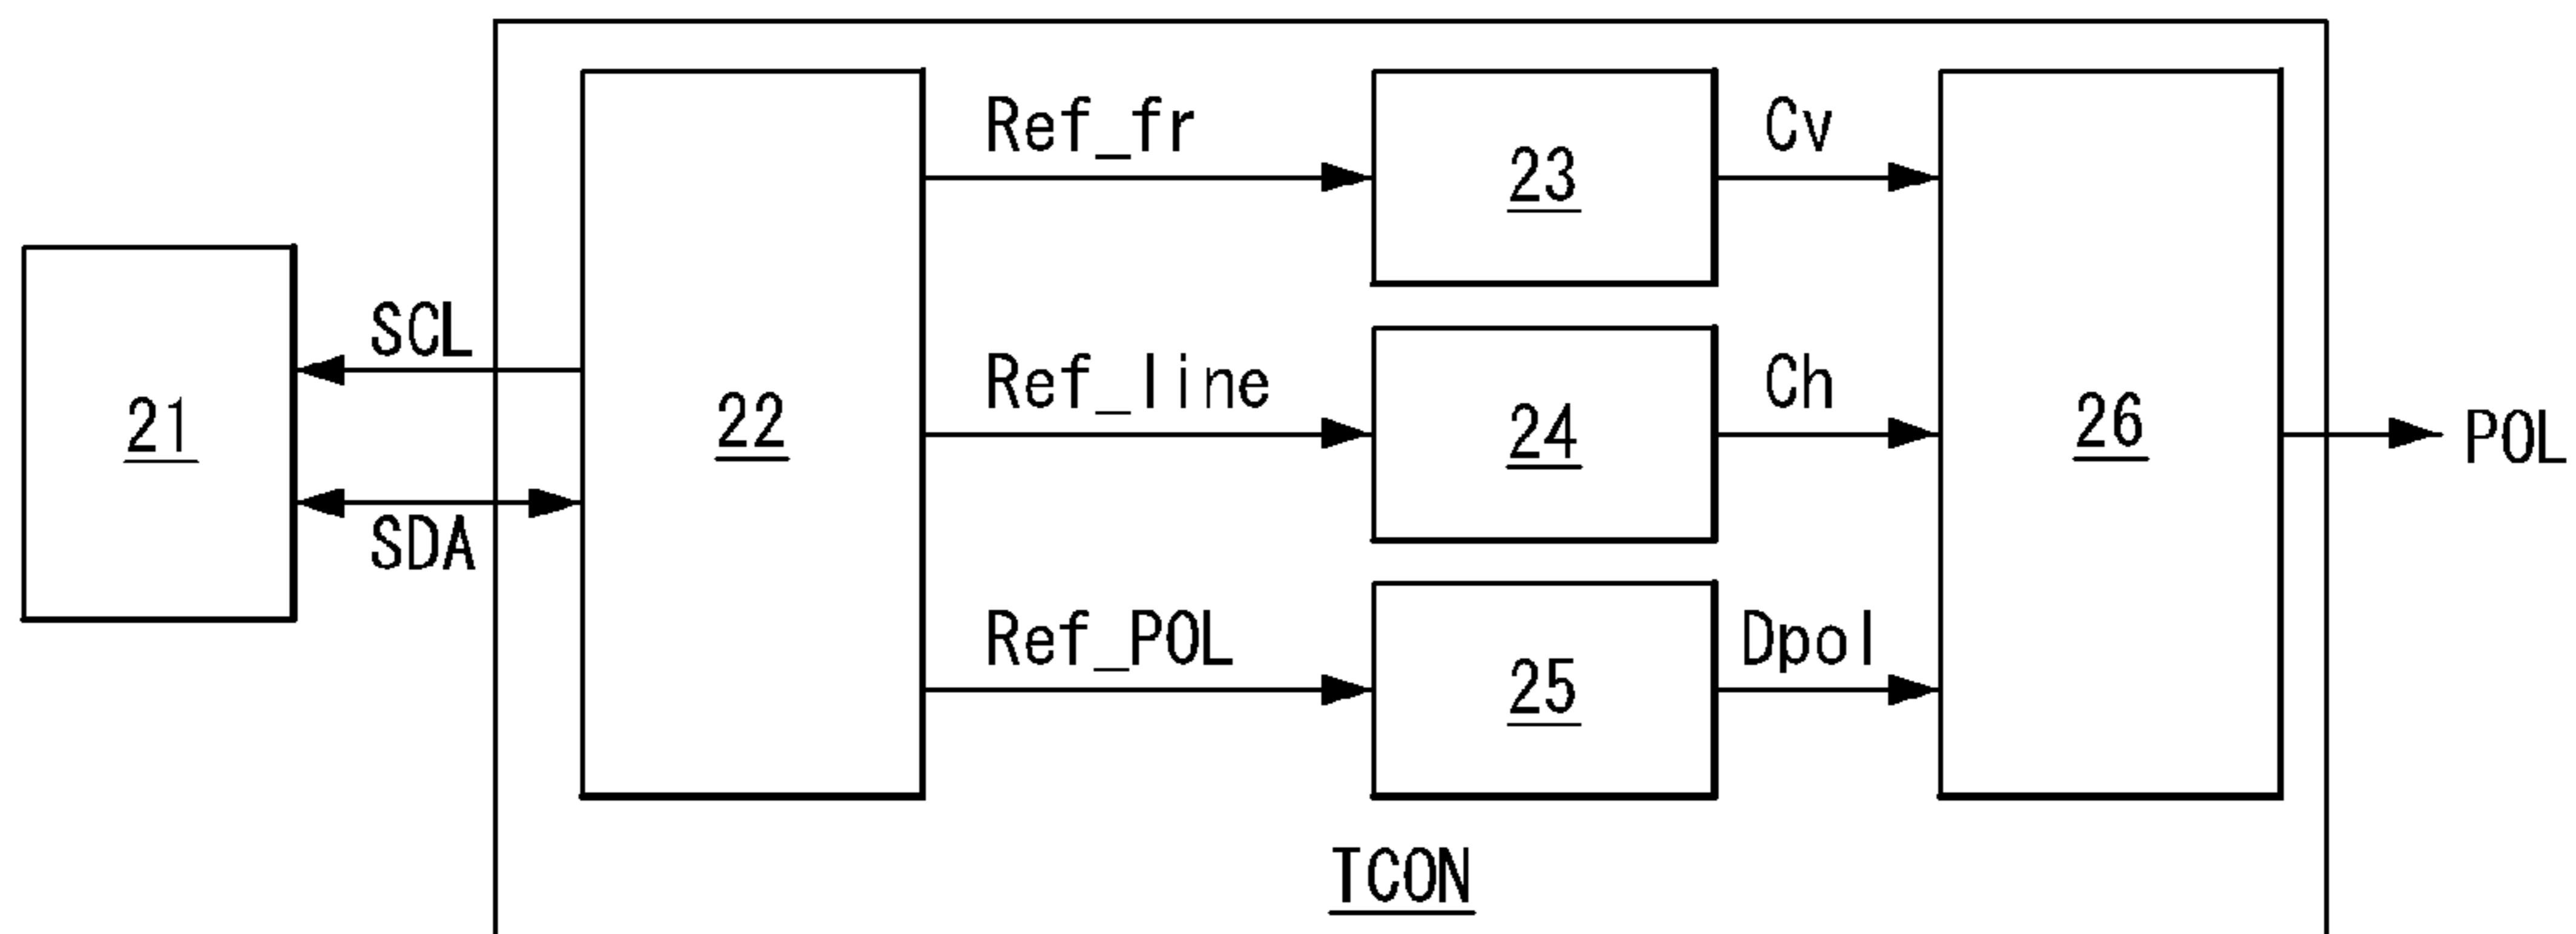 Ref_fr
Cv
23
SCL
Ref_line
Ch
21
22
24
26
POL
SDA
Ref_POL
Dpol
25
TCON